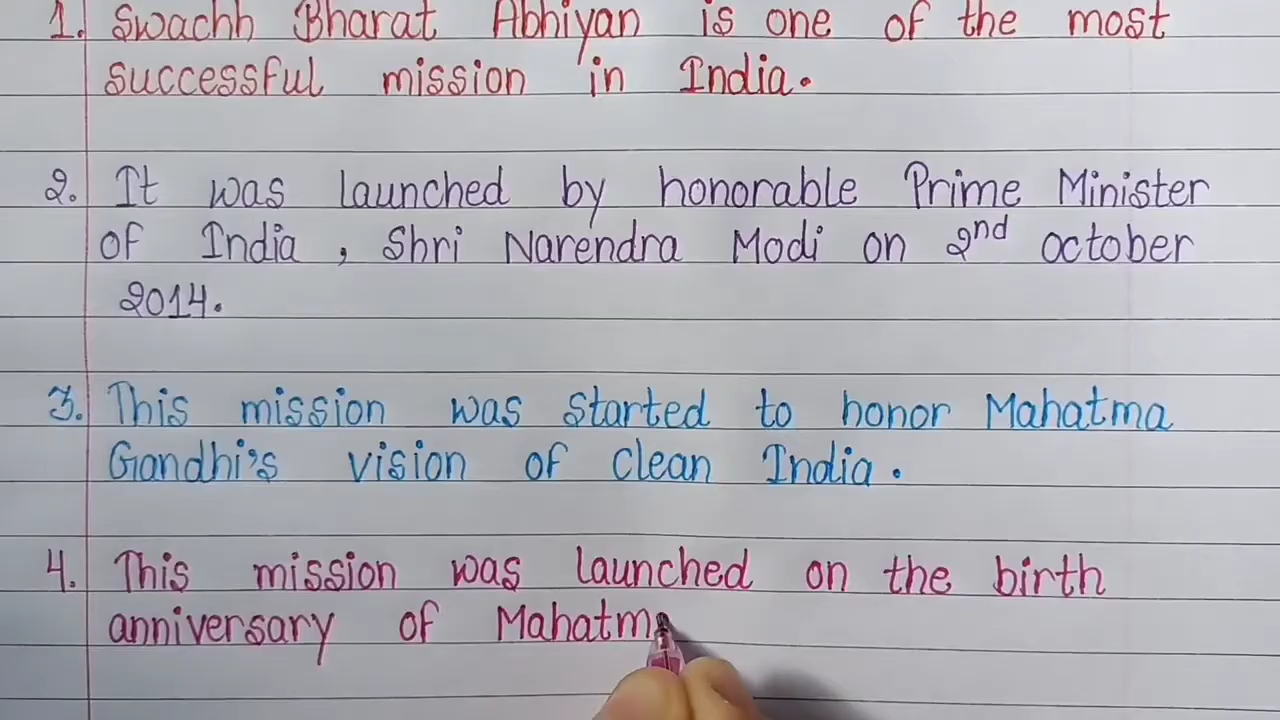 1. Swachh Bharat Abhiyan is one of the most
successful mission in India.
2. It was launched by honorable Prime Minister
of India, Shri Narendra Modi on 2nd october
2014.
3. This mission was started to honor Mahatma
Gandhi's vision of clean India.
4. This mission was launched on the birth
anniversary of Mahatm